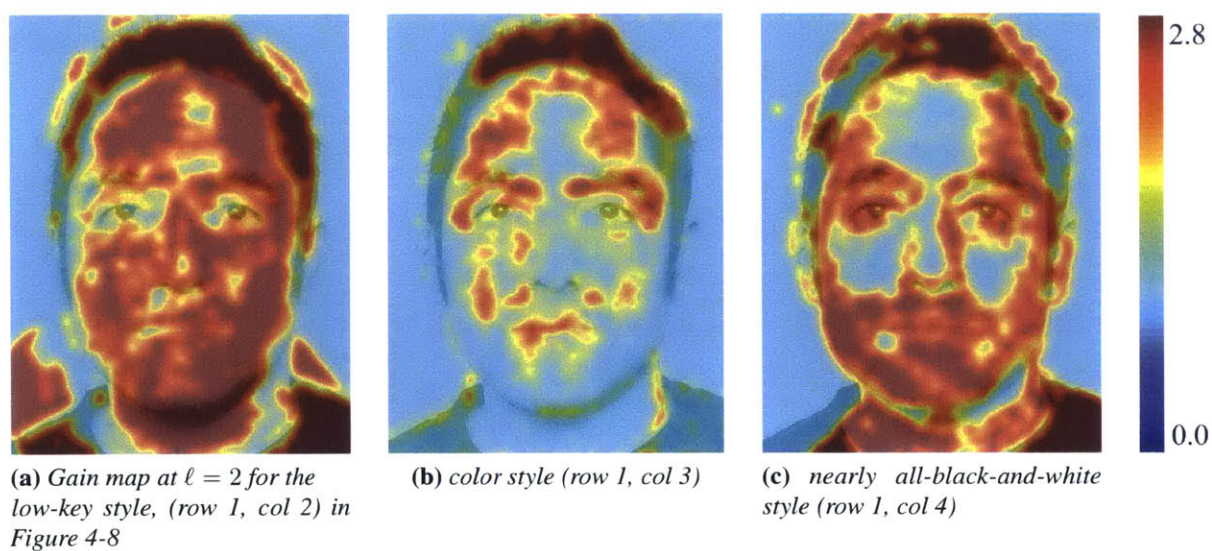 2.8
0.0
(a) Gain map at ℓ = 2 for the
low-key style, (row 1, col 2) in
Figure 4-8
(b) color style (row 1, col 3)
(c) nearly all-black-and-white
style (row 1, col 4)